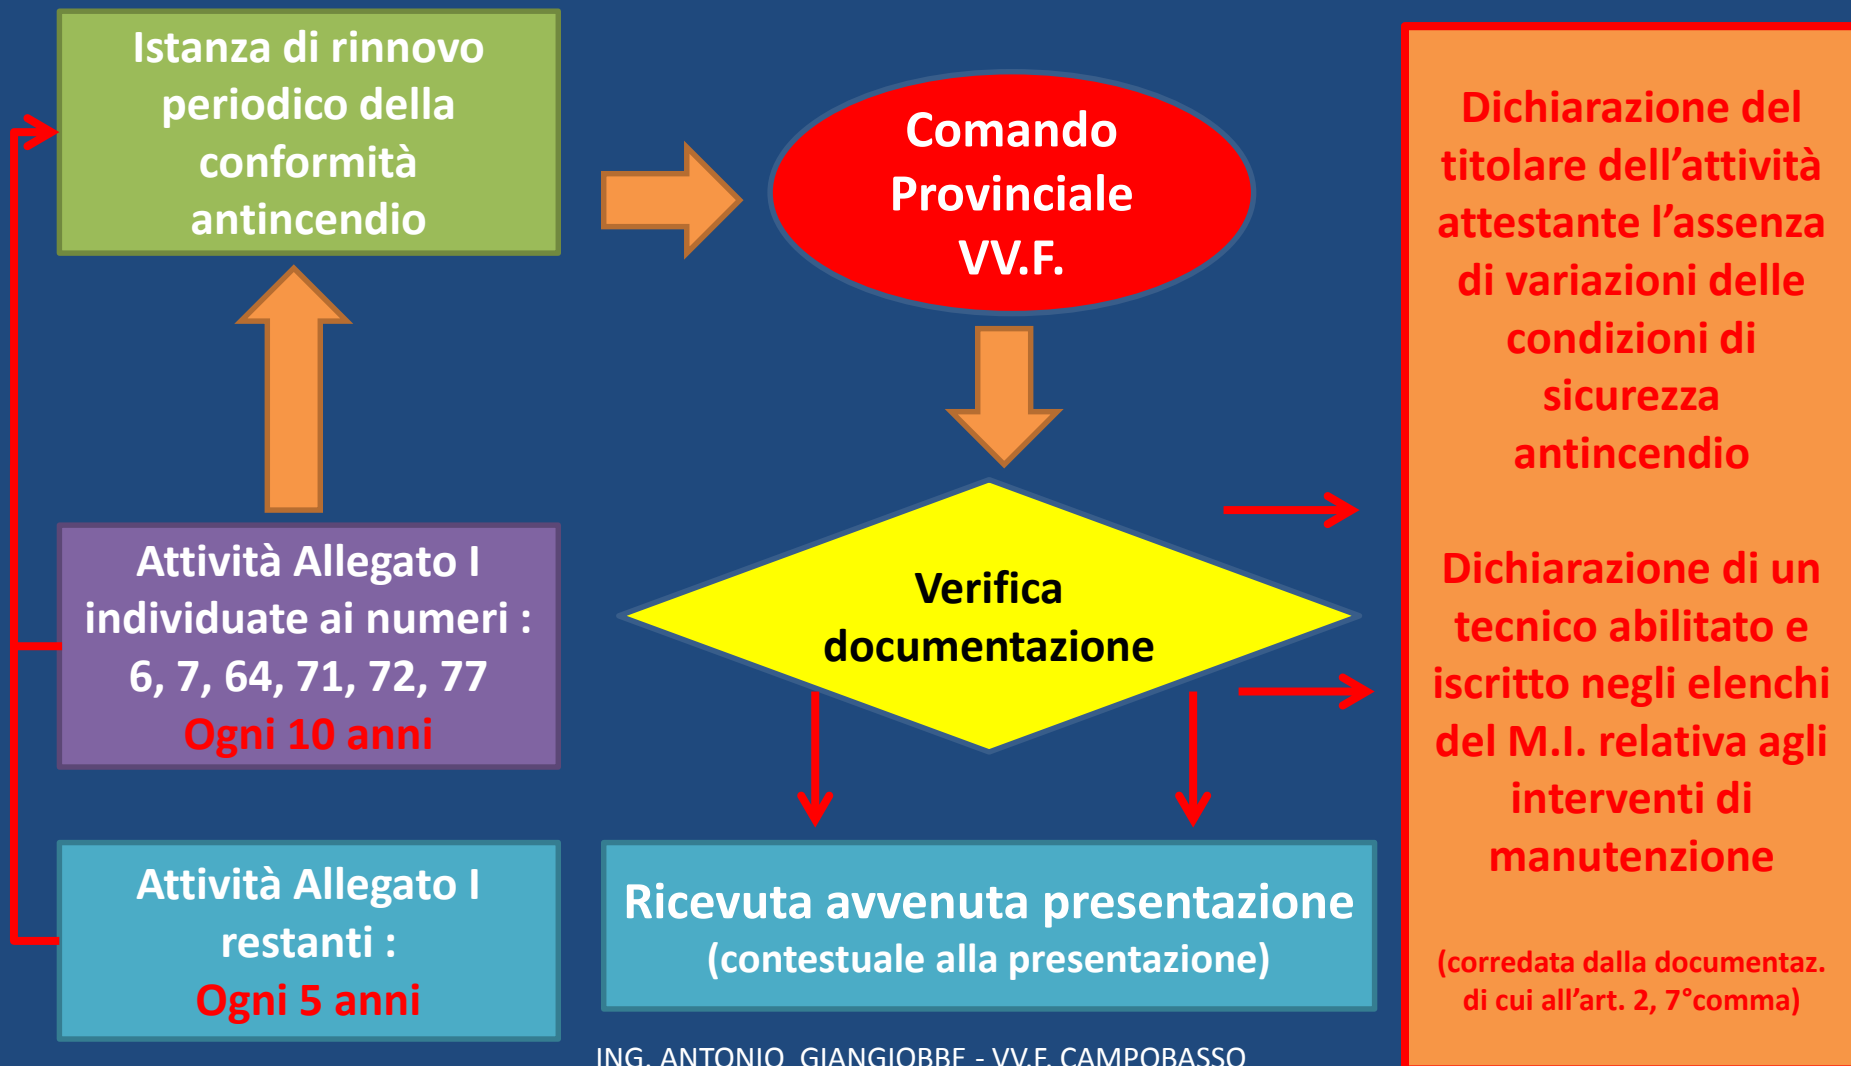 Istanza di rinnovo
periodico della
conformità
antincendio
Comando
Provinciale
VV.F.
Attività Allegato I
individuate ai numeri :
6, 7, 64, 71, 72, 77
Ogni 10 anni
Verifica
documentazione
Attività Allegato I
restanti :
Ogni 5 anni
Ricevuta avvenuta presentazione
(contestuale alla presentazione)
Dichiarazione del
titolare dell’attività
attestante l’assenza
di variazioni delle
condizioni di
sicurezza
antincendio
Dichiarazione di un
tecnico abilitato e
iscritto negli elenchi
del M.I. relativa agli
interventi di
manutenzione
(corredata dalla documentaz.
di cui all’art. 2, 7°comma)
ING. ANTONIO GIANGIOBBE - VV.F. CAMPOBASSO